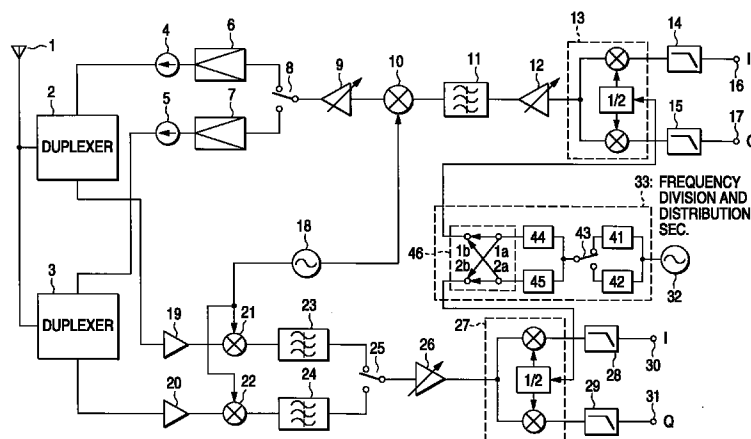 1
4
6
8
9
10
11
12
13
14
I
16
2
DUPLEXER
5
7
1/2
15
17
Q
33: FREQUENCY
DIVISION AND
DISTRIBUTION
SEC.
18
46
1b
1a
2b
2a
44
45
43
41
42
32
3
DUPLEXER
19
21
23
25
26
27
28
I
30
20
22
24
1/2
29
31
Q